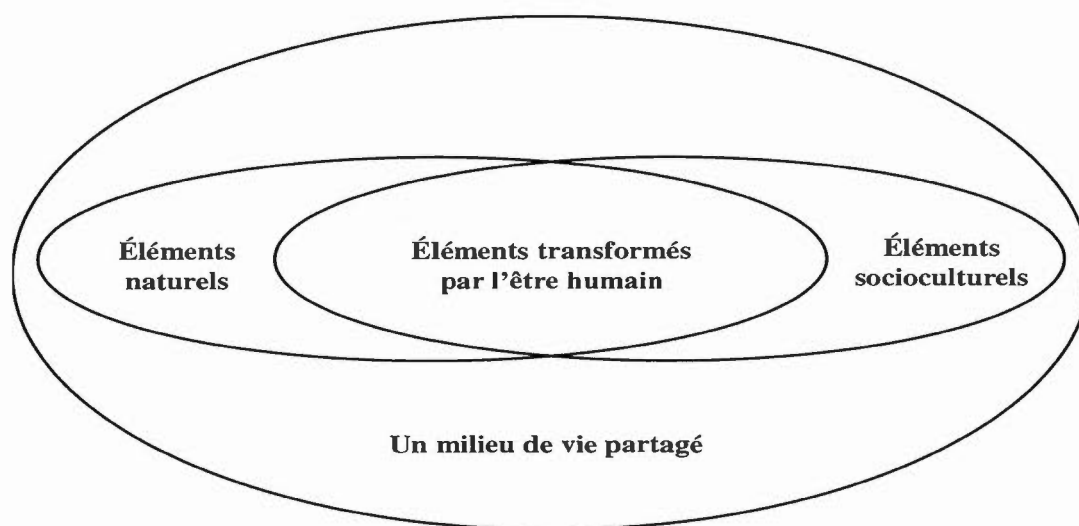 Éléments
naturels
Éléments transformés
par l'être humain
Éléments
socioculturels
Un milieu de vie partagé